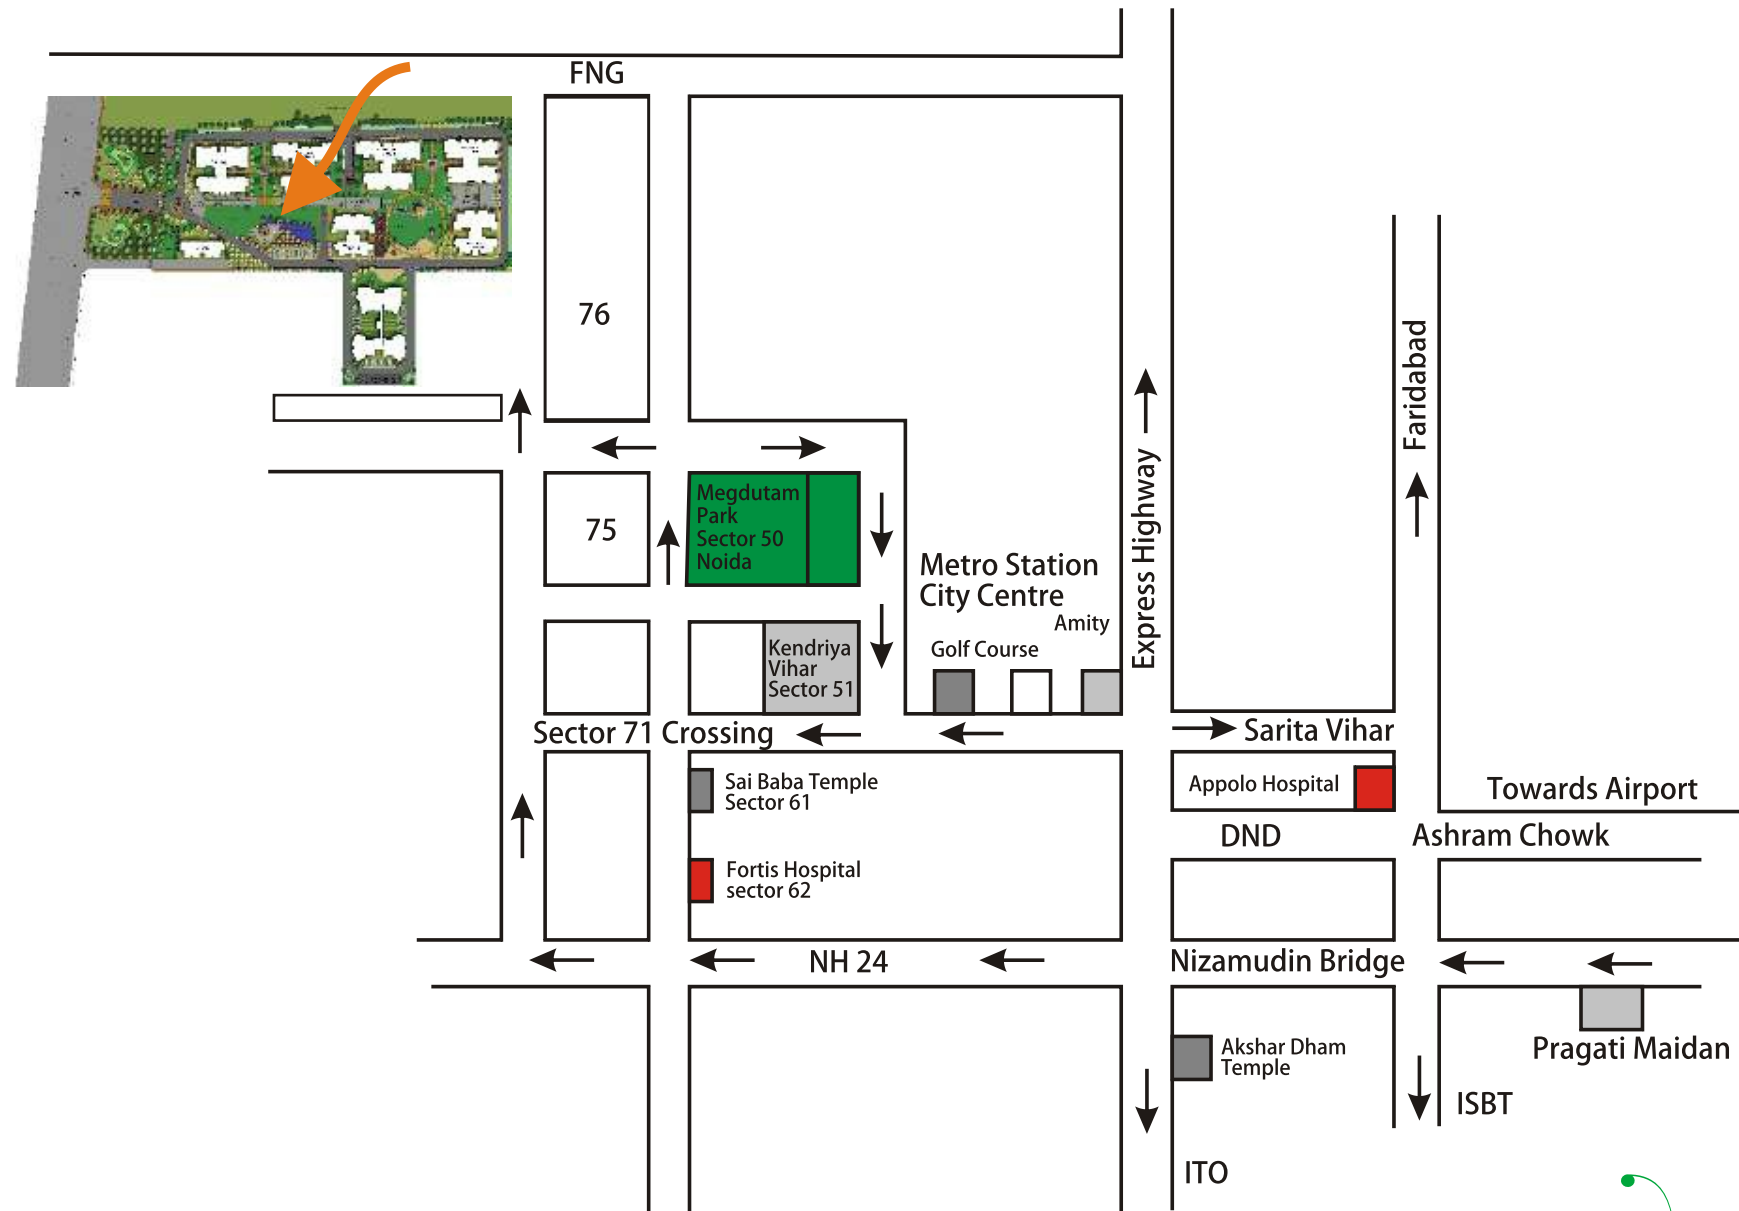 FNG
76
Faridabad
75
Megdutam
Park
Sector 50
Noida
Express Highway
Metro Station
City Centre
Amity
Golf Course
Kendriya
Vihar
Sector 51
Sector 71 Crossing
Sarita Vihar
Sai Baba Temple
Sector 61
Appolo Hospital
Towards Airport
DND
Ashram Chowk
Fortis Hospital
sector 62
NH 24
Nizamudin Bridge
Pragati Maidan
Akshar Dham
Temple
ISBT
ITO